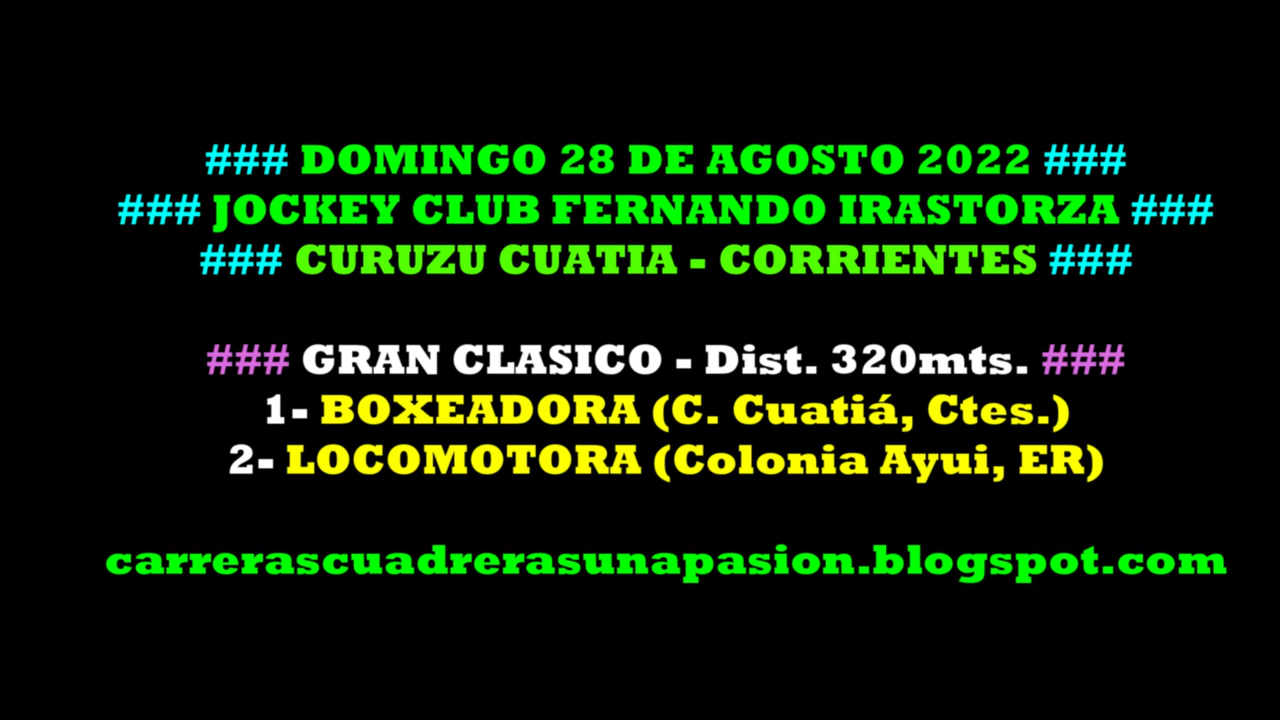 ### DOMINGO 28 DE AGOSTO 2022 ###
### JOCKEY CLUB FERNANDO IRASTORZA ###
### CURUZU CUATIA - CORRIENTES ###
### GRAN CLASICO - Dist. 320mts. ###
1- BOXEADORA (C. Cuatiá, Ctes.)
2- LOCOMOTORA (Colonia Ayui, ER)
carrerascuadrerasunapasion.blogspot.com